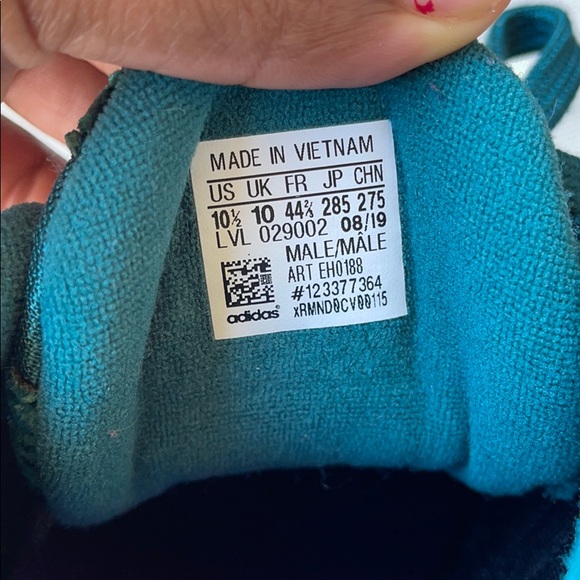 MADE IN VIETNAM
US UK FR JP CHN
10½ 10 44⅔ 285 275
LVL 029002 08/19
MALE/MÂLE
ART EH0188
#123377364
adidas xRMND0CV00115